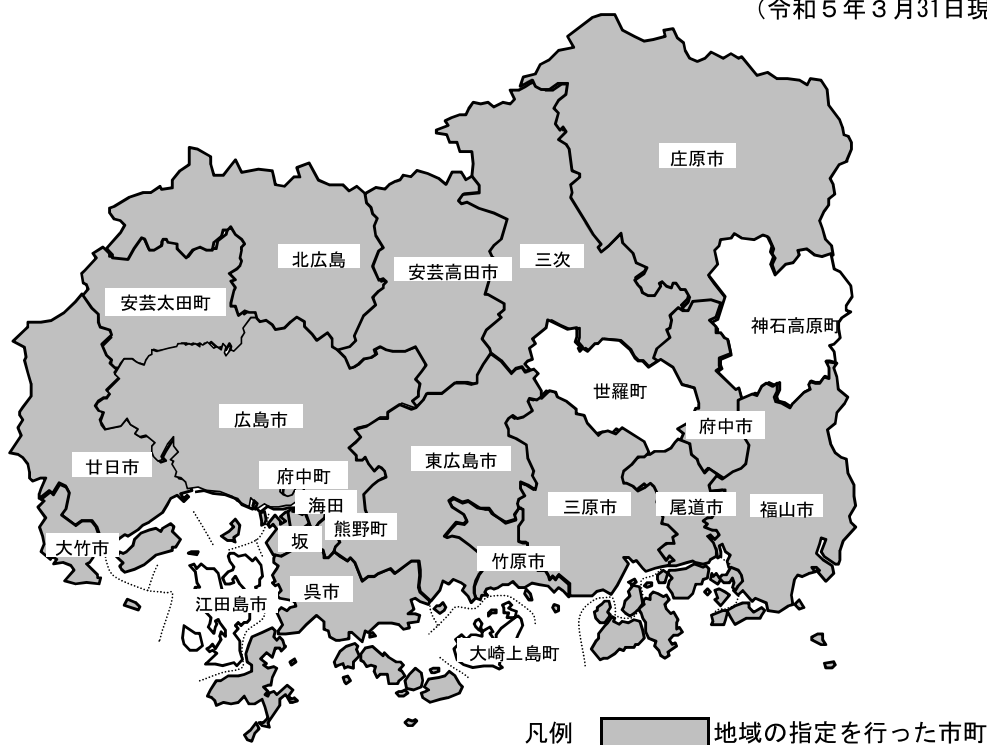 （令和５年３月31日現
庄原市
北広島
安芸高田市
三次
安芸太田町
神石高原町
世羅町
広島市
府中市
廿日市
東広島市
府中町
海田
三原市
尾道市
福山市
熊野町
坂
大竹市
竹原市
呉市
江田島市
大崎上島町
凡例
地域の指定を行った市町